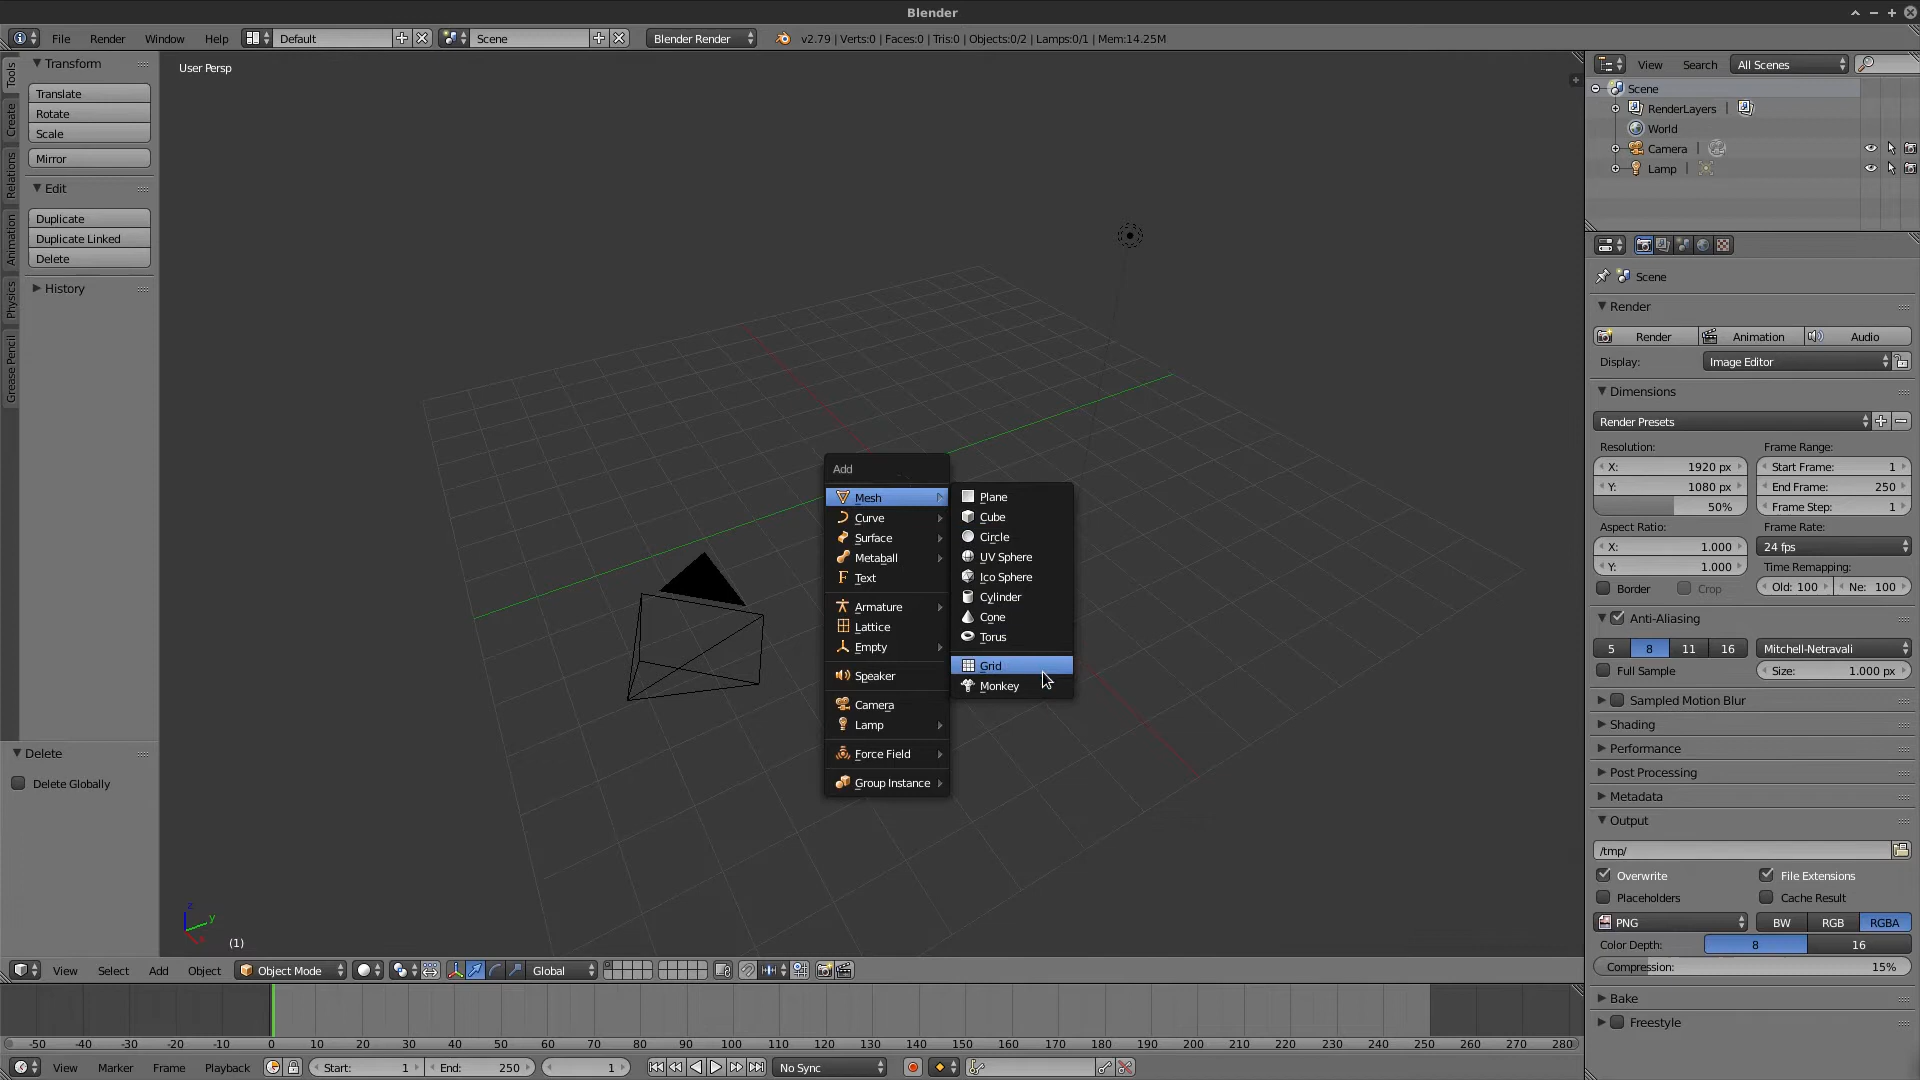 Blender
File Render Window Help Default Scene Blender Render v2.79 | Verts:0 | Faces:0 | Tris:0 | Objects:0/2 | Lamps:0/1 | Mem:14.25M
Tools
Create
Relations
Animation
Physics
Grease Pencil
Transform
Translate
Rotate
Scale
Mirror
Edit
Duplicate
Duplicate Linked
Delete
History
Delete
Delete Globally
User Persp
Add
Mesh
Curve
Surface
Metaball
Text
Armature
Lattice
Empty
Speaker
Camera
Lamp
Force Field
Group Instance
Plane
Cube
Circle
UV Sphere
Ico Sphere
Cylinder
Cone
Torus
Grid
Monkey
z
y
x
(1)
View Select Add Object Object Mode Global
-50 -40 -30 -20 -10 0 10 20 30 40 50 60 70 80 90 100 110 120 130 140 150 160 170 180 190 200 210 220 230 240 250 260 270 280
View Marker Frame Playback Start: 1 End: 250 1 No Sync
View Search All Scenes
Scene
RenderLayers |
World
Camera |
Lamp |
Scene
Render
Render Animation Audio
Display: Image Editor
Dimensions
Render Presets
Resolution: Frame Range:
X: 1920 px Start Frame: 1
Y: 1080 px End Frame: 250
50% Frame Step: 1
Aspect Ratio: Frame Rate:
X: 1.000 24 fps
Y: 1.000 Time Remapping:
Border Crop Old: 100 Ne: 100
Anti-Aliasing
5 8 11 16 Mitchell-Netravali
Full Sample Size: 1.000 px
Sampled Motion Blur
Shading
Performance
Post Processing
Metadata
Output
/tmp/
Overwrite File Extensions
Placeholders Cache Result
PNG BW RGB RGBA
Color Depth: 8 16
Compression: 15%
Bake
Freestyle